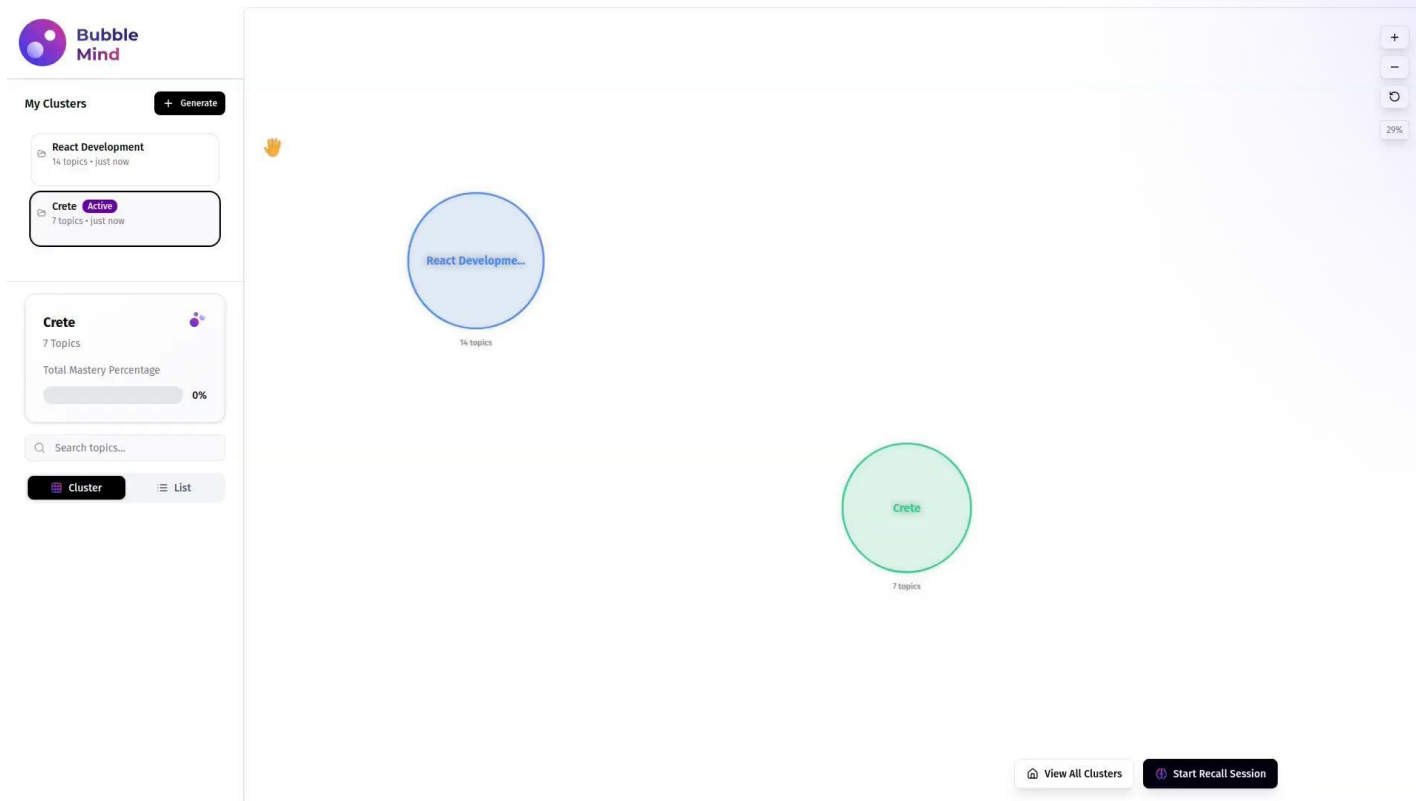 Bubble
Mind
My Clusters
+ Generate
React Development
14 topics • just now
Crete Active
7 topics • just now
Crete
7 Topics
Total Mastery Percentage
0%
Search topics...
Cluster
List
React Developme...
14 topics
Crete
7 topics
+
−
29%
View All Clusters
Start Recall Session